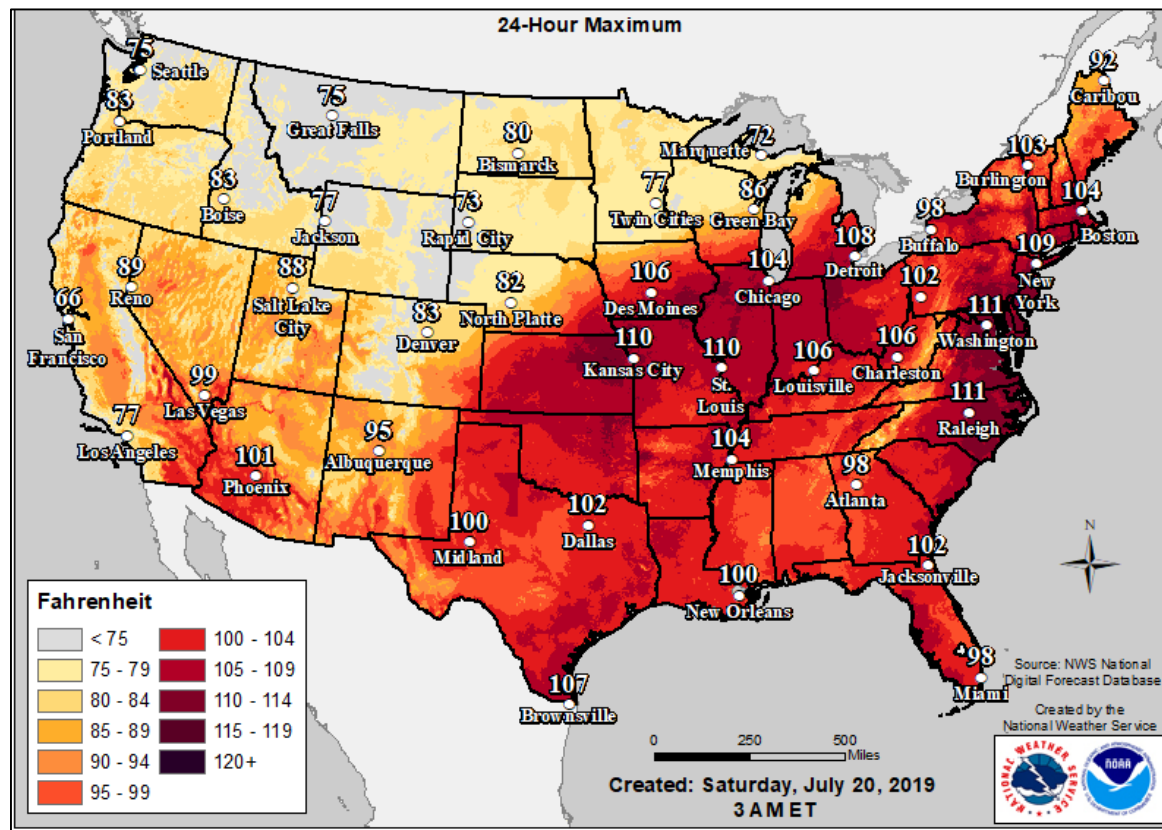 24-Hour Maximum
75
Seattle
83
Portland
75
Great Falls
80
Bismarck
72
Marquette
92
Caribou
103
Burlington
104
Boston
83
Boise
77
Jackson
73
Rapid City
77
Twin Cities
86
Green Bay
98
Buffalo
108
Detroit
109
New
York
89
Reno
88
Salt Lake
City
82
North Platte
106
Des Moines
104
Chicago
102
66
San
Francisco
83
Denver
110
Kansas City
110
St.
Louis
106
Louisville
106
Charleston
111
Washington
99
Las Vegas
111
Raleigh
77
Los Angeles
101
Phoenix
95
Albuquerque
104
Memphis
98
Atlanta
100
Midland
102
Dallas
100
New Orleans
102
Jacksonville
98
Miami
107
Brownsville
N
Fahrenheit
< 75
75 - 79
80 - 84
85 - 89
90 - 94
95 - 99
100 - 104
105 - 109
110 - 114
115 - 119
120+
0 250 500
Miles
Created: Saturday, July 20, 2019
3 AM ET
Source: NWS National
Digital Forecast Database
Created by the
National Weather Service
NATIONAL WEATHER SERVICE
NOAA